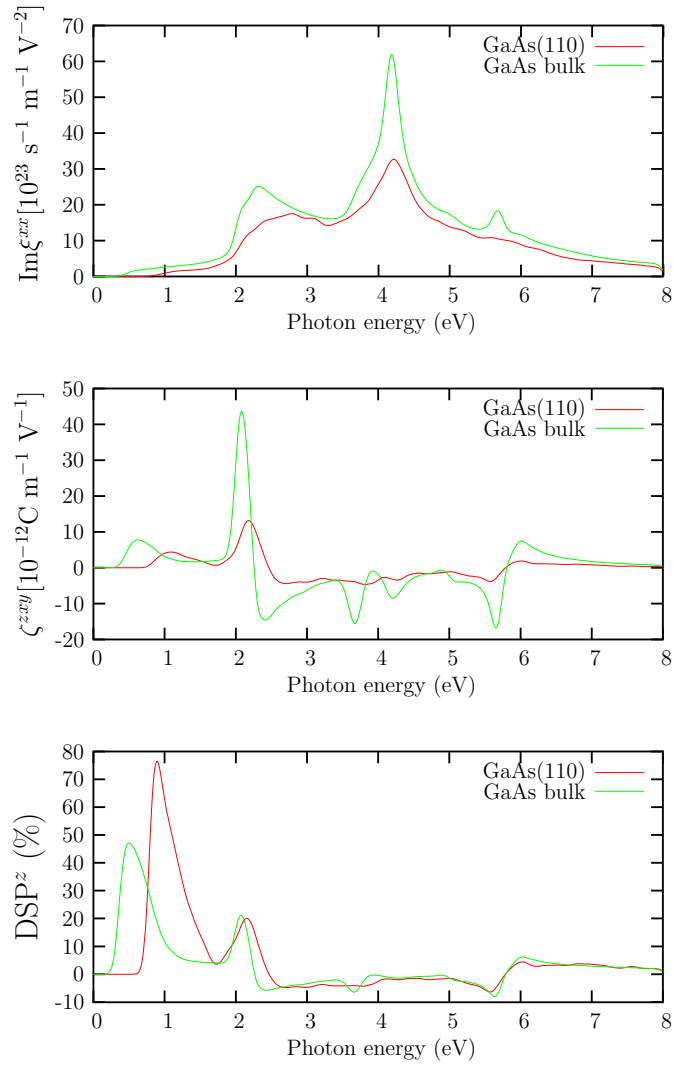 Imξ^{xx}[10^{23} s^{−1} m^{−1} V^{−2}]
70
60
50
40
30
20
10
0
GaAs(110)
GaAs bulk
0 1 2 3 4 5 6 7 8
Photon energy (eV)
ζ^{zxy}[10^{−12}C m^{−1} V^{−1}]
50
40
30
20
10
0
-10
-20
GaAs(110)
GaAs bulk
0 1 2 3 4 5 6 7 8
Photon energy (eV)
DSP^{z} (%)
80
70
60
50
40
30
20
10
0
-10
GaAs(110)
GaAs bulk
0 1 2 3 4 5 6 7 8
Photon energy (eV)